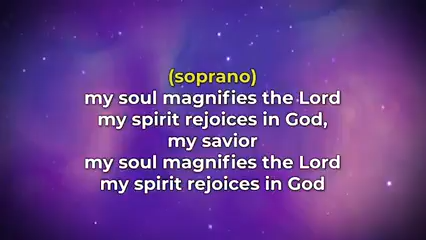 (soprano)
my soul magnifies the Lord
my spirit rejoices in God,
my savior
my soul magnifies the Lord
my spirit rejoices in God